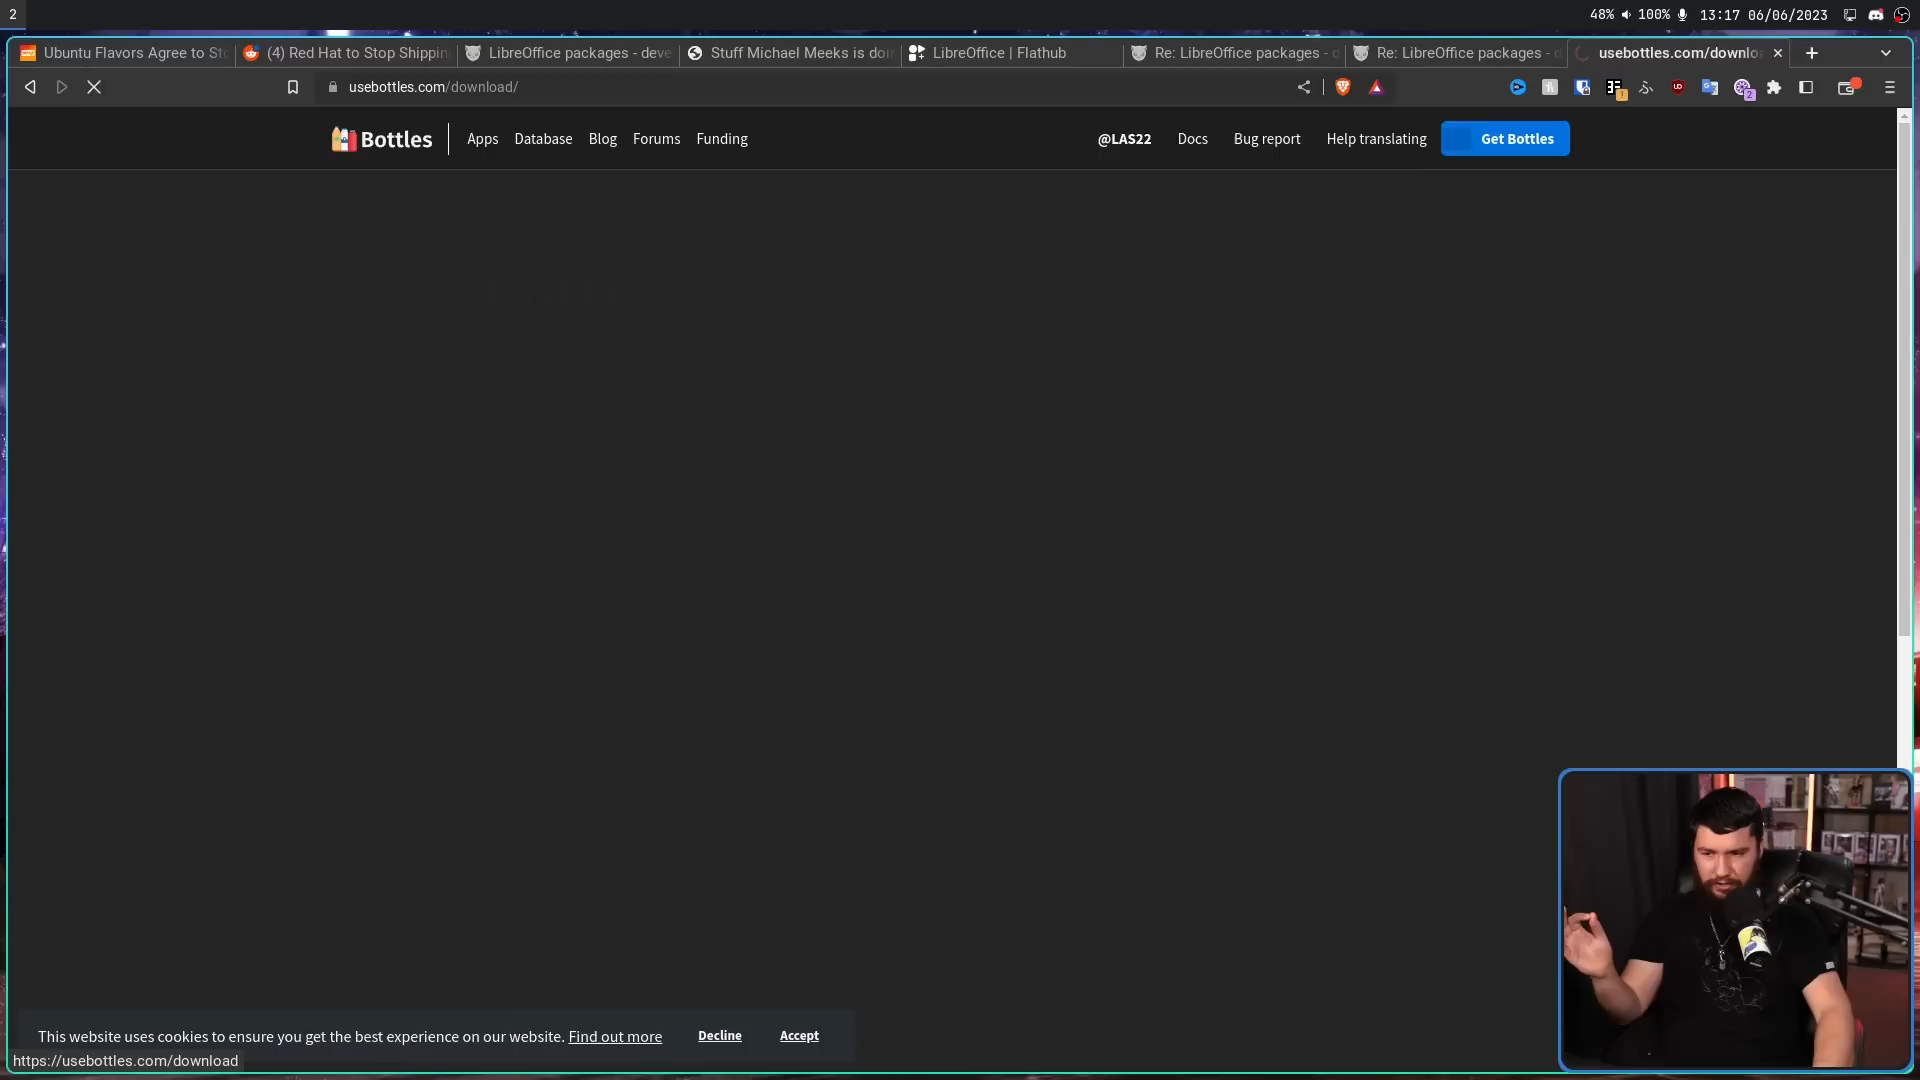 2
48% 100% 13:17 06/06/2023
Ubuntu Flavors Agree to Sto
(4) Red Hat to Stop Shippin
LibreOffice packages - deve
Stuff Michael Meeks is doin
LibreOffice | Flathub
Re: LibreOffice packages - d
Re: LibreOffice packages - d
usebottles.com/downlo
usebottles.com/download/
1
2
Bottles
Apps
Database
Blog
Forums
Funding
@LAS22
Docs
Bug report
Help translating
Get Bottles
This website uses cookies to ensure you get the best experience on our website. Find out more
Decline
Accept
https://usebottles.com/download